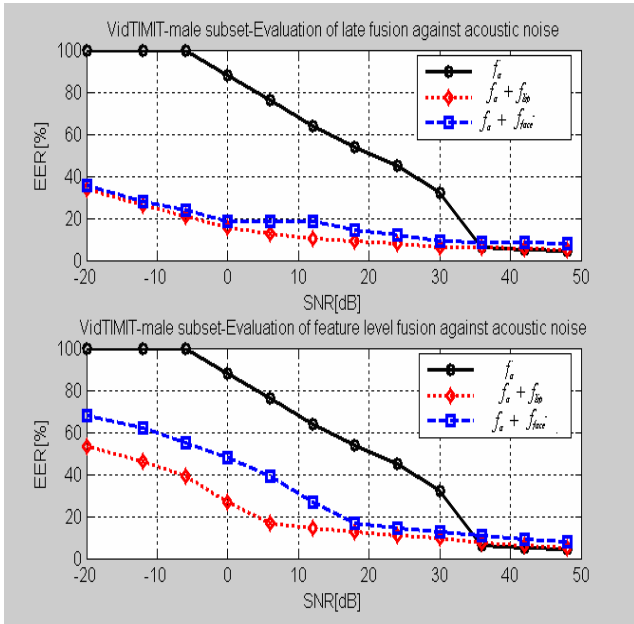 VidTIMIT-male subset-Evaluation of late fusion against acoustic noise
100
80
60
40
20
0
EER[%]
f_a
f_a + f_lip
f_a + f_face
-20 -10 0 10 20 30 40 50
SNR[dB]
VidTIMIT-male subset-Evaluation of feature level fusion against acoustic noise
100
80
60
40
20
0
EER[%]
f_a
f_a + f_lip
f_a + f_face
-20 -10 0 10 20 30 40 50
SNR[dB]